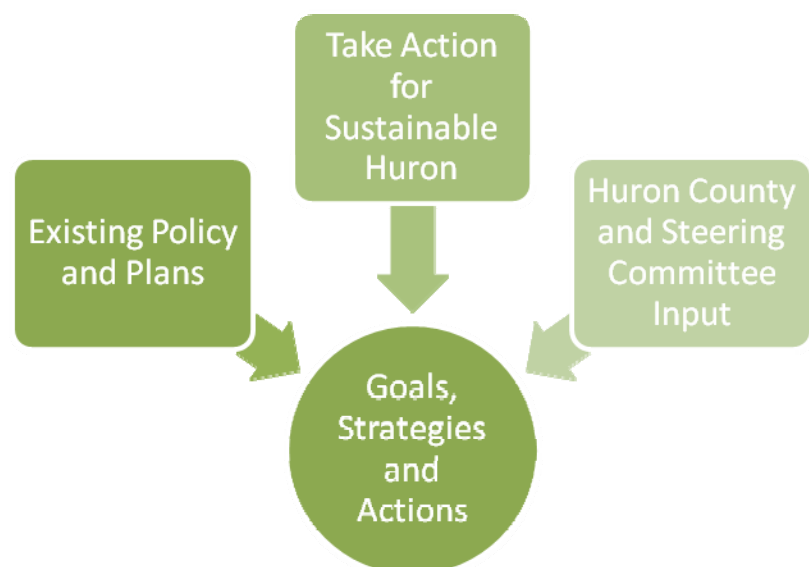 Take Action
for
Sustainable
Huron
Existing Policy
and Plans
Huron County
and Steering
Committee
Input
Goals,
Strategies
and
Actions